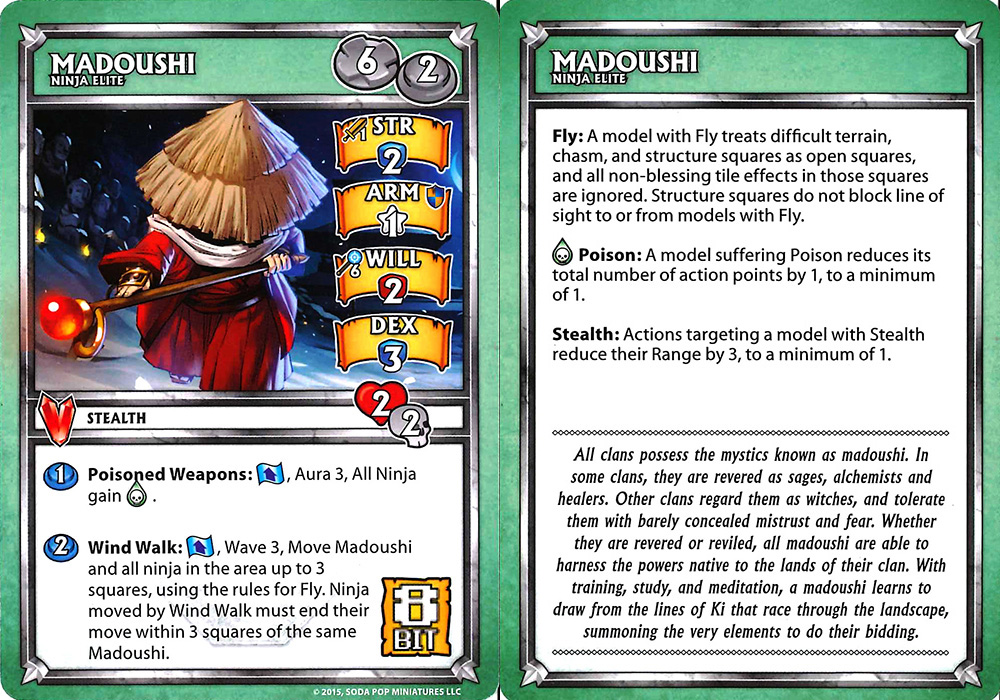 MADOUSHI
NINJA ELITE
6
2
1
STR
2
ARM
1
6
WILL
2
DEX
3
STEALTH
2
2
1
Poisoned Weapons: , Aura 3, All Ninja
gain .
2
Wind Walk: , Wave 3, Move Madoushi
and all ninja in the area up to 3
squares, using the rules for Fly. Ninja
moved by Wind Walk must end their
move within 3 squares of the same
Madoushi.
8
BIT
© 2015, SODA POP MINIATURES LLC
MADOUSHI
NINJA ELITE
Fly: A model with Fly treats difficult terrain,
chasm, and structure squares as open squares,
and all non-blessing tile effects in those squares
are ignored. Structure squares do not block line of
sight to or from models with Fly.
Poison: A model suffering Poison reduces its
total number of action points by 1, to a minimum
of 1.
Stealth: Actions targeting a model with Stealth
reduce their Range by 3, to a minimum of 1.
All clans possess the mystics known as madoushi. In
some clans, they are revered as sages, alchemists and
healers. Other clans regard them as witches, and tolerate
them with barely concealed mistrust and fear. Whether
they are revered or reviled, all madoushi are able to
harness the powers native to the lands of their clan. With
training, study, and meditation, a madoushi learns to
draw from the lines of Ki that race through the landscape,
summoning the very elements to do their bidding.